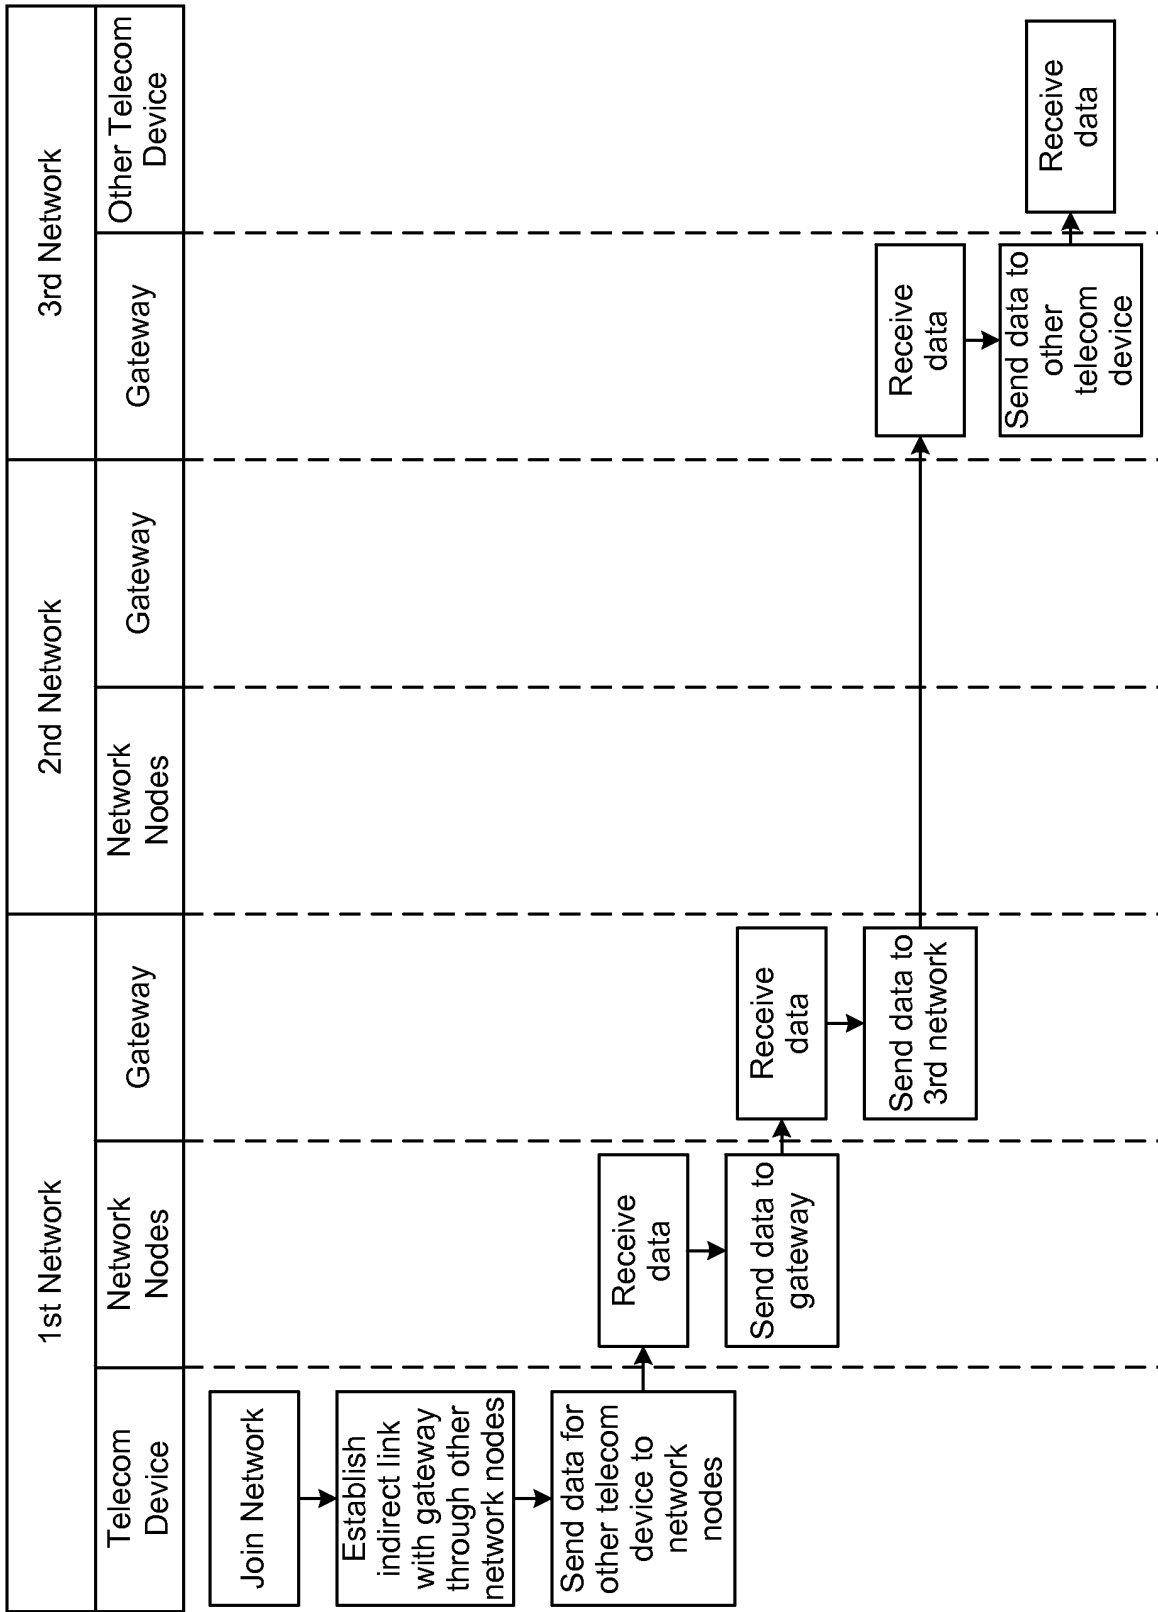 1st Network
2nd Network
3rd Network
Telecom
Device
Network
Nodes
Gateway
Network
Nodes
Gateway
Gateway
Other Telecom
Device
Join Network
Establish
indirect link
with gateway
through other
network nodes
Send data for
other telecom
device to
network
nodes
Receive
data
Send data to
gateway
Receive
data
Send data to
3rd network
Receive
data
Send data to
other
telecom
device
Receive
data